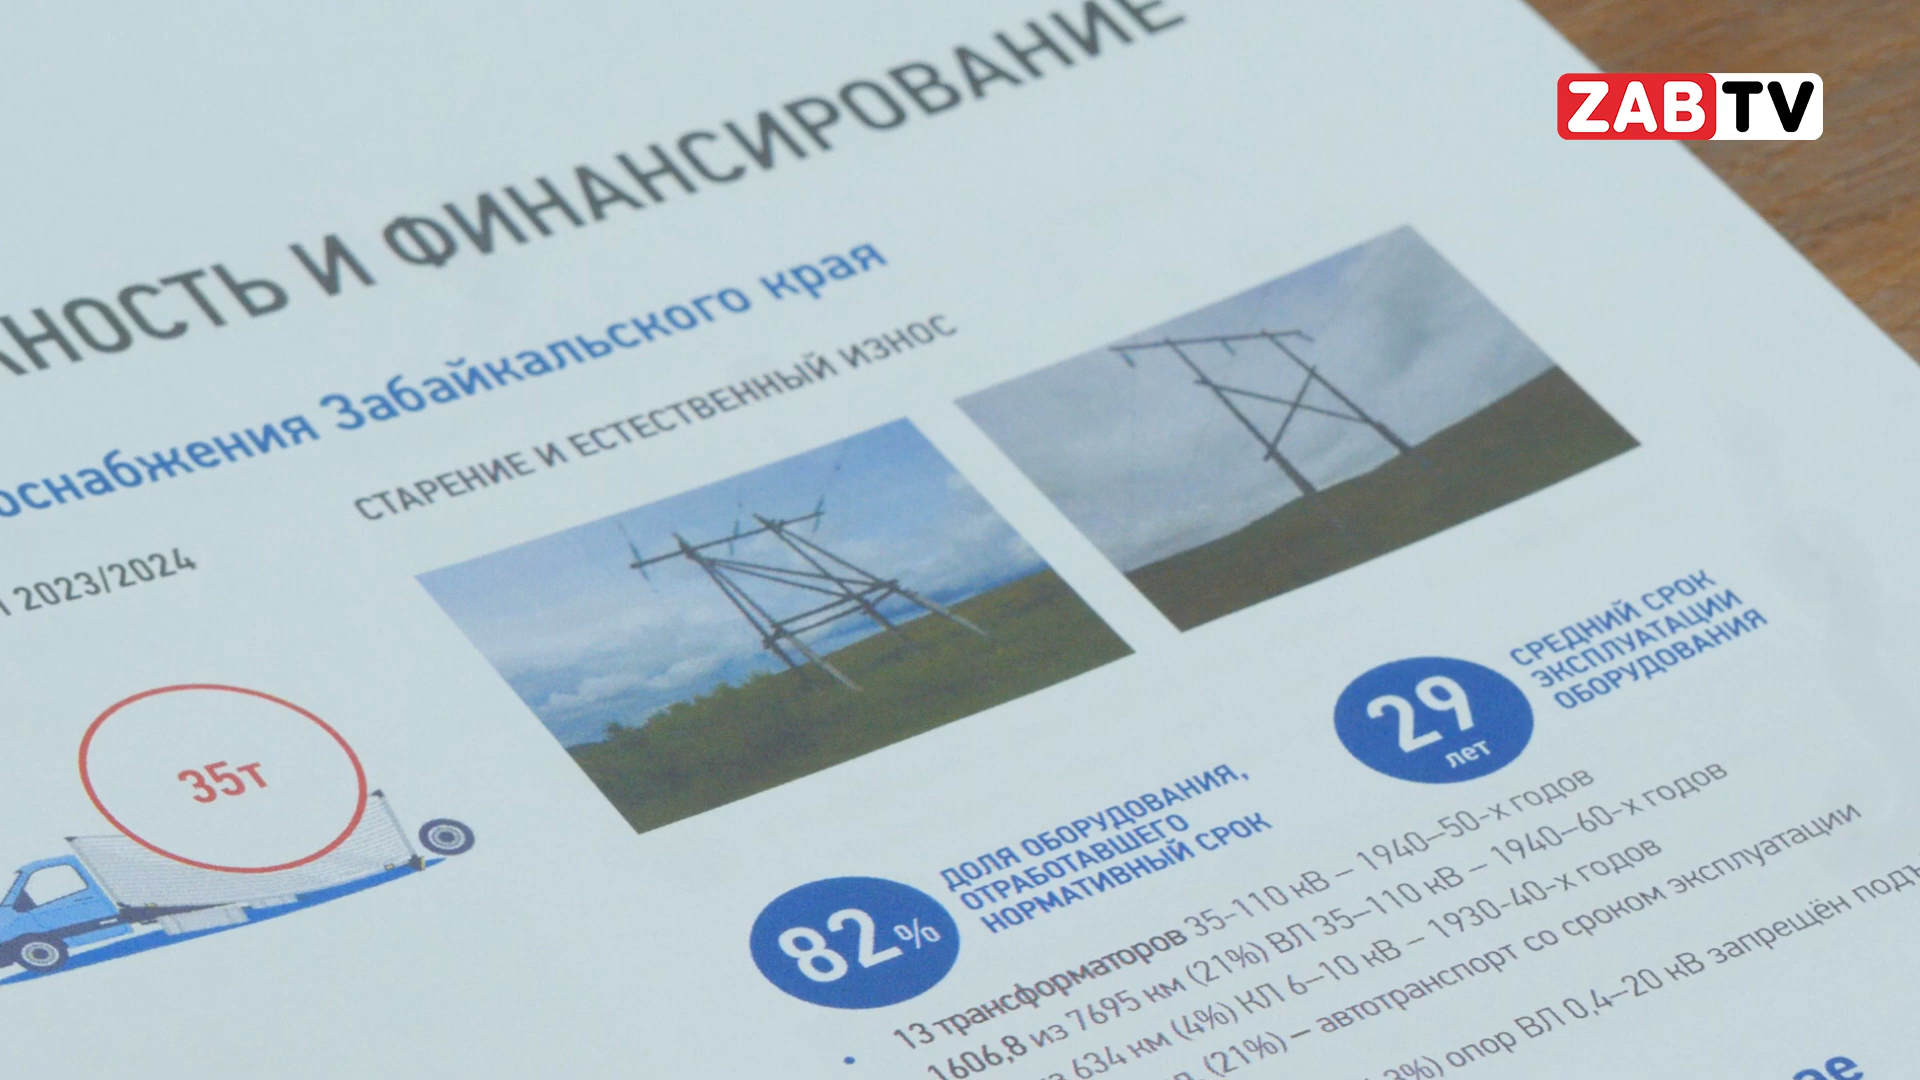 ZABTV
И ФИНАНСИРОВАНИЕ
Забайкальского края
СТАРЕНИЕ И ЕСТЕСТВЕННЫЙ ИЗНОС
2023/2024
35т
29 лет
СРЕДНИЙ СРОК
ЭКСПЛУАТАЦИИ
ОБОРУДОВАНИЯ
82%
ДОЛЯ ОБОРУДОВАНИЯ,
ОТРАБОТАВШЕГО
НОРМАТИВНЫЙ СРОК
• 13 трансформаторов 35-110 кВ – 1940–50-х годов
1606,8 из 7695 км (21%) ВЛ 35–110 кВ – 1940–60-х годов
634 км (4%) КЛ 6–10 кВ – 1930-40-х годов
(21%) – автотранспорт со сроком эксплуатации
3%) опор ВЛ 0,4–20 кВ запрещён